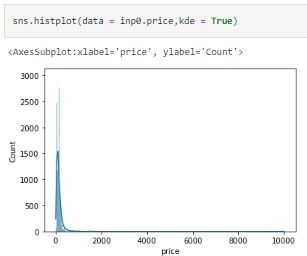 sns.histplot(data = inp0.price,kde = True)
<AxesSubplot:xlabel='price', ylabel='Count'>
3000
2500
2000
1500
1000
500
0
Count
0 2000 4000 6000 8000 10000
price